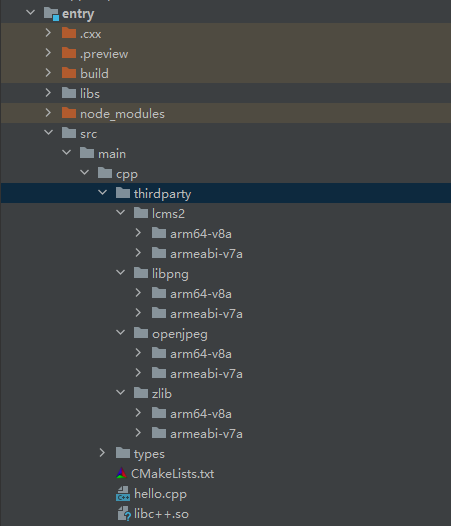 entry
.cxx
.preview
build
libs
node_modules
src
main
cpp
thirdparty
lcms2
arm64-v8a
armeabi-v7a
libpng
arm64-v8a
armeabi-v7a
openjpeg
arm64-v8a
armeabi-v7a
zlib
arm64-v8a
armeabi-v7a
types
CMakeLists.txt
hello.cpp
libc++.so